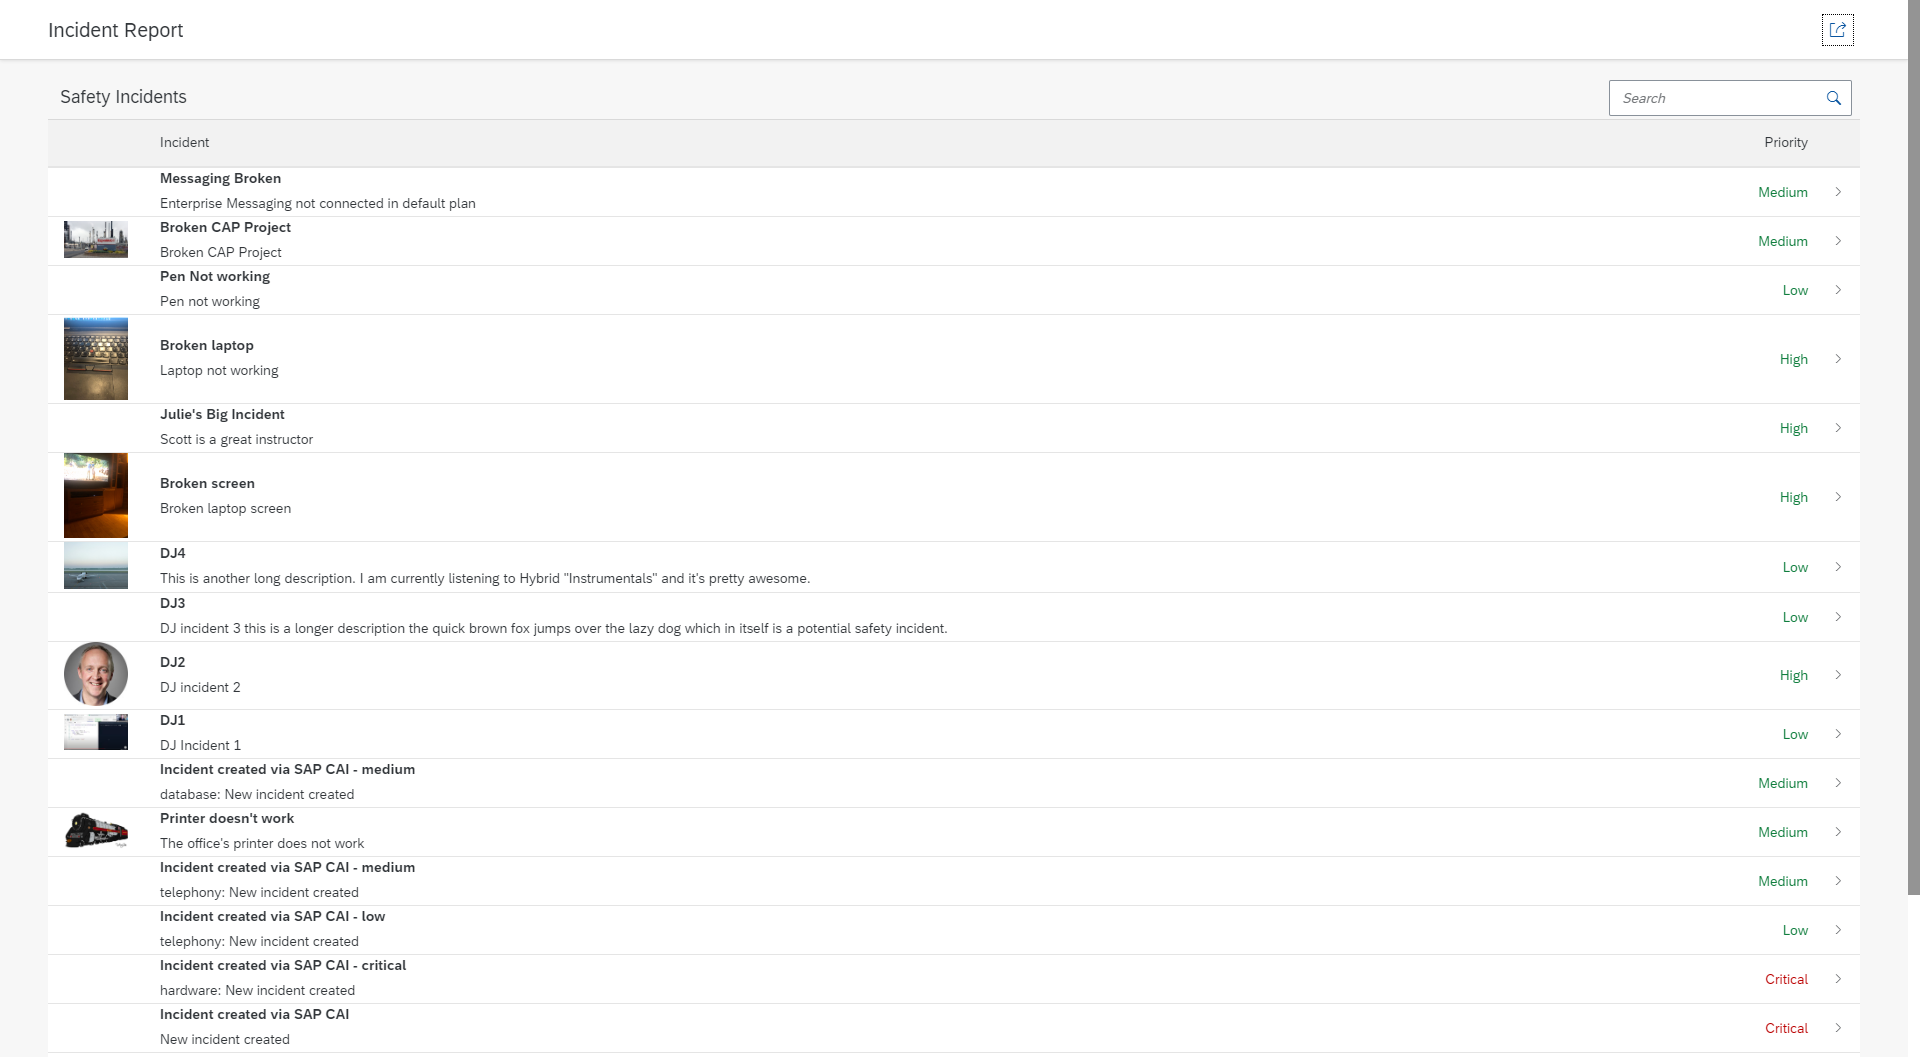 Incident Report
Safety Incidents
Search
Incident Priority
Messaging Broken
Enterprise Messaging not connected in default plan
Medium
Broken CAP Project
Broken CAP Project
Medium
Pen Not working
Pen not working
Low
Broken laptop
Laptop not working
High
Julie's Big Incident
Scott is a great instructor
High
Broken screen
Broken laptop screen
High
DJ4
This is another long description. I am currently listening to Hybrid "Instrumentals" and it's pretty awesome.
Low
DJ3
DJ incident 3 this is a longer description the quick brown fox jumps over the lazy dog which in itself is a potential safety incident.
Low
DJ2
DJ incident 2
High
DJ1
DJ Incident 1
Low
Incident created via SAP CAI - medium
database: New incident created
Medium
Printer doesn't work
The office's printer does not work
Medium
Incident created via SAP CAI - medium
telephony: New incident created
Medium
Incident created via SAP CAI - low
telephony: New incident created
Low
Incident created via SAP CAI - critical
hardware: New incident created
Critical
Incident created via SAP CAI
New incident created
Critical